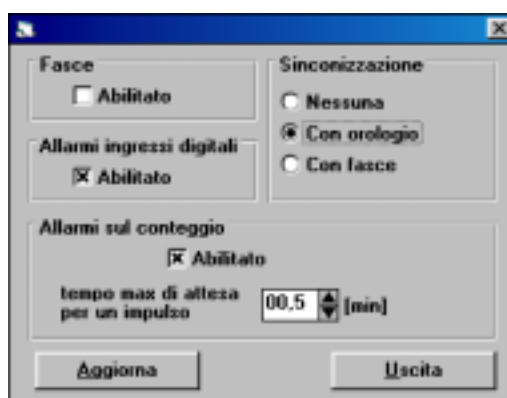 Fasce
Abilitato
Sinconizzazione
Nessuna
Con orologio
Con fasce
Allarmi ingressi digitali
Abilitato
Allarmi sul conteggio
Abilitato
tempo max di attesa
per un impulso
00,5 [min]
Aggiorna
Uscita